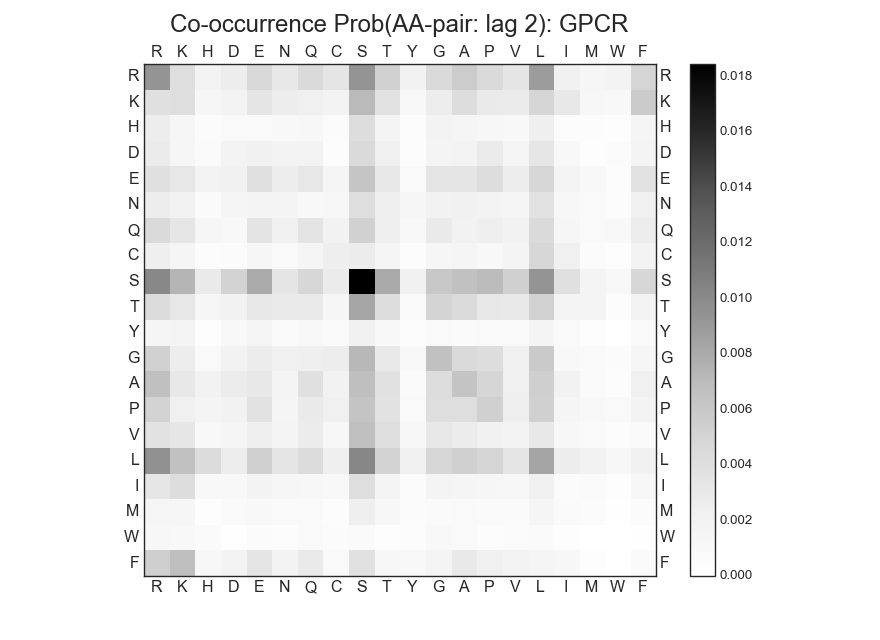 Co-occurrence Prob(AA-pair: lag 2): GPCR
R K H D E N Q C S T Y G A P V L I M W F
R R 0.018
K K
H H 0.016
D D
E E 0.014
N N
Q Q 0.012
C C
S S 0.010
T T
Y Y
G G 0.008
A A
P P 0.006
V V
L L 0.004
I I
M M 0.002
W W
F F 0.000
R K H D E N Q C S T Y G A P V L I M W F